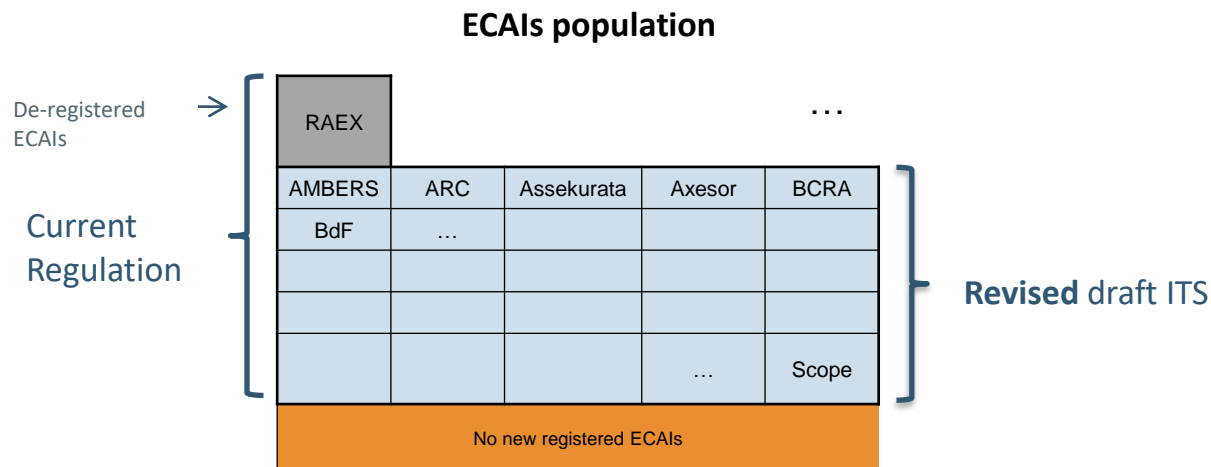 ECAIs population
De-registered
ECAIs
RAEX
...
AMBERS ARC Assekurata Axesor BCRA
BdF ...
Current
Regulation
Revised draft ITS
... Scope
No new registered ECAIs